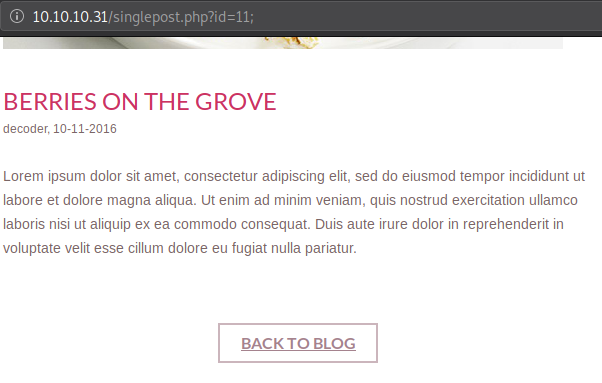 10.10.10.31/singlepost.php?id=11;
BERRIES ON THE GROVE
decoder, 10-11-2016
Lorem ipsum dolor sit amet, consectetur adipiscing elit, sed do eiusmod tempor incididunt ut
labore et dolore magna aliqua. Ut enim ad minim veniam, quis nostrud exercitation ullamco
laboris nisi ut aliquip ex ea commodo consequat. Duis aute irure dolor in reprehenderit in
voluptate velit esse cillum dolore eu fugiat nulla pariatur.
BACK TO BLOG